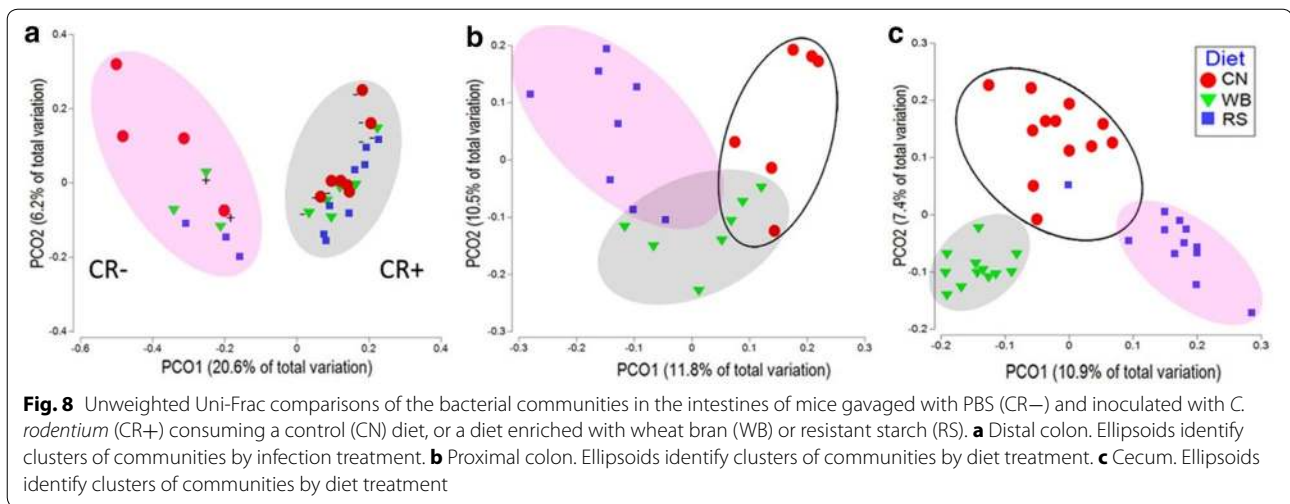 a
b
c
Diet
CN
WB
RS
0.4
0.2
0
-0.2
-0.4
PCO2 (6.2% of total variation)
CR-
CR+
-0.6
-0.4
-0.2
0
0.2
0.4
PCO1 (20.6% of total variation)
0.2
0.1
0
-0.1
-0.2
-0.3
PCO2 (10.5% of total variation)
-0.3
-0.2
-0.1
0
0.1
0.2
0.3
PCO1 (11.8% of total variation)
0.3
0.2
0.1
0
-0.1
-0.2
PCO2 (7.4% of total variation)
-0.2
-0.1
0
0.1
0.2
0.3
PCO1 (10.9% of total variation)
Fig. 8 Unweighted Uni-Frac comparisons of the bacterial communities in the intestines of mice gavaged with PBS (CR−) and inoculated with C.
rodentium (CR+) consuming a control (CN) diet, or a diet enriched with wheat bran (WB) or resistant starch (RS). a Distal colon. Ellipsoids identify
clusters of communities by infection treatment. b Proximal colon. Ellipsoids identify clusters of communities by diet treatment. c Cecum. Ellipsoids
identify clusters of communities by diet treatment